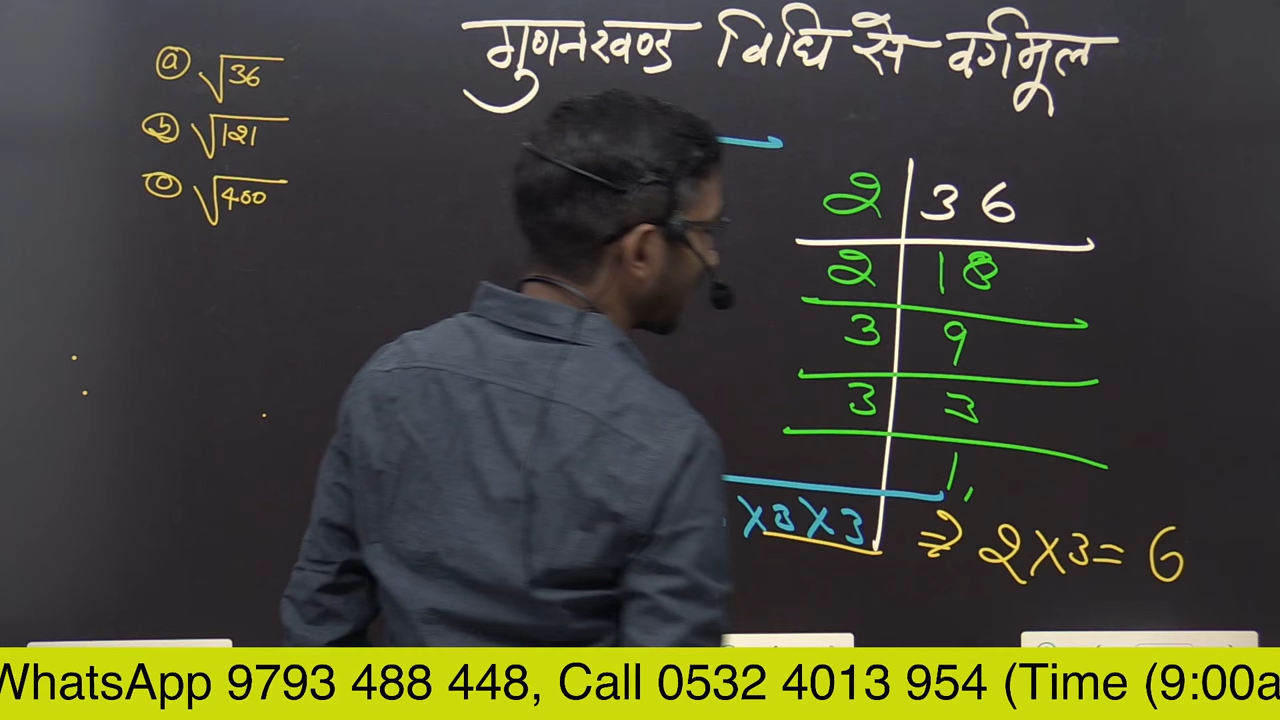 गुणनखण्ड विधि से वर्गमूल
ⓐ √36
ⓑ √121
ⓒ √400
2 | 36
2 | 18
3 | 9
3 | 3
1,
×3×3 ⇒ 2×3=6
WhatsApp 9793 488 448, Call 0532 4013 954 (Time (9:00a